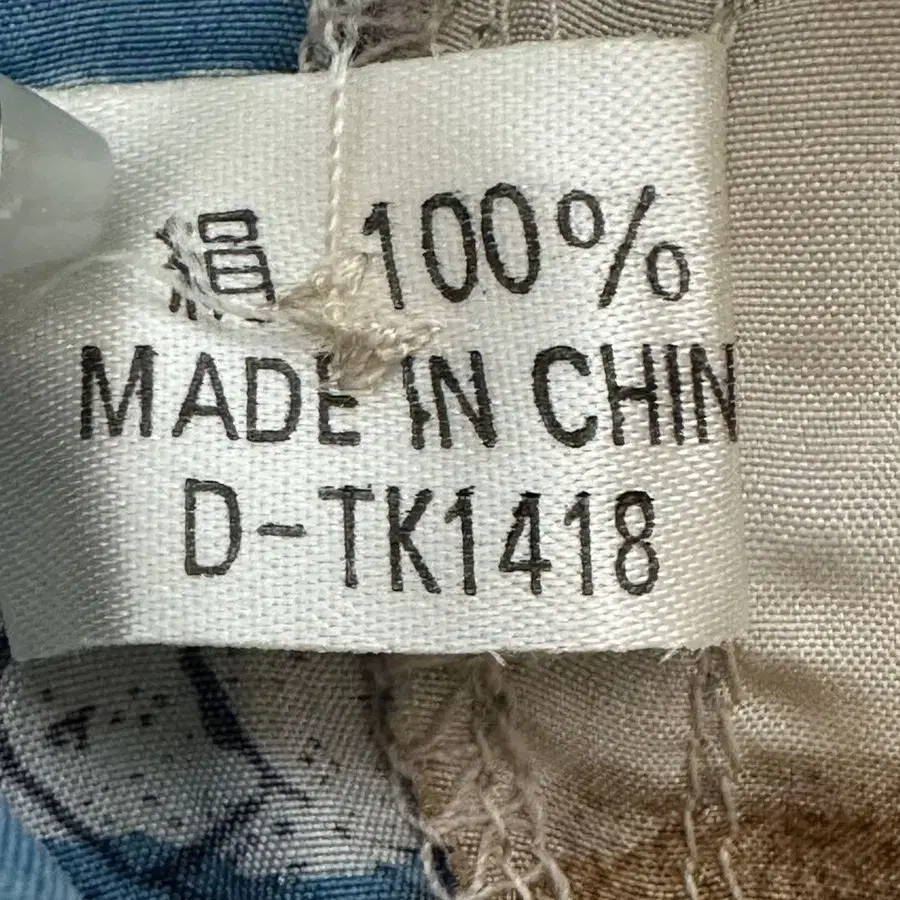 絹 100%
MADE IN CHIN
D-TK1418